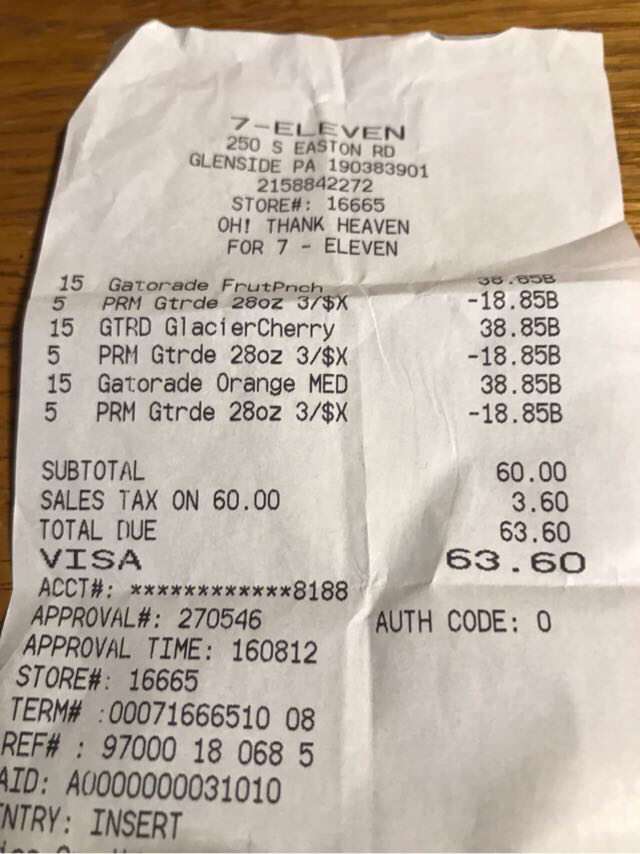 7-ELEVEN
250 S EASTON RD
GLENSIDE PA 190383901
2158842272
STORE#: 16665
OH! THANK HEAVEN
FOR 7 - ELEVEN
15 Gatorade FrutPnch 38.85B
5 PRM Gtrde 28oz 3/$X -18.85B
15 GTRD GlacierCherry 38.85B
5 PRM Gtrde 28oz 3/$X -18.85B
15 Gatorade Orange MED 38.85B
5 PRM Gtrde 28oz 3/$X -18.85B
SUBTOTAL 60.00
SALES TAX ON 60.00 3.60
TOTAL DUE 63.60
VISA 63.60
ACCT#: ************8188
APPROVAL#: 270546 AUTH CODE: 0
APPROVAL TIME: 160812
STORE#: 16665
TERM# :00071666510 08
REF# : 97000 18 068 5
AID: A0000000031010
NTRY: INSERT